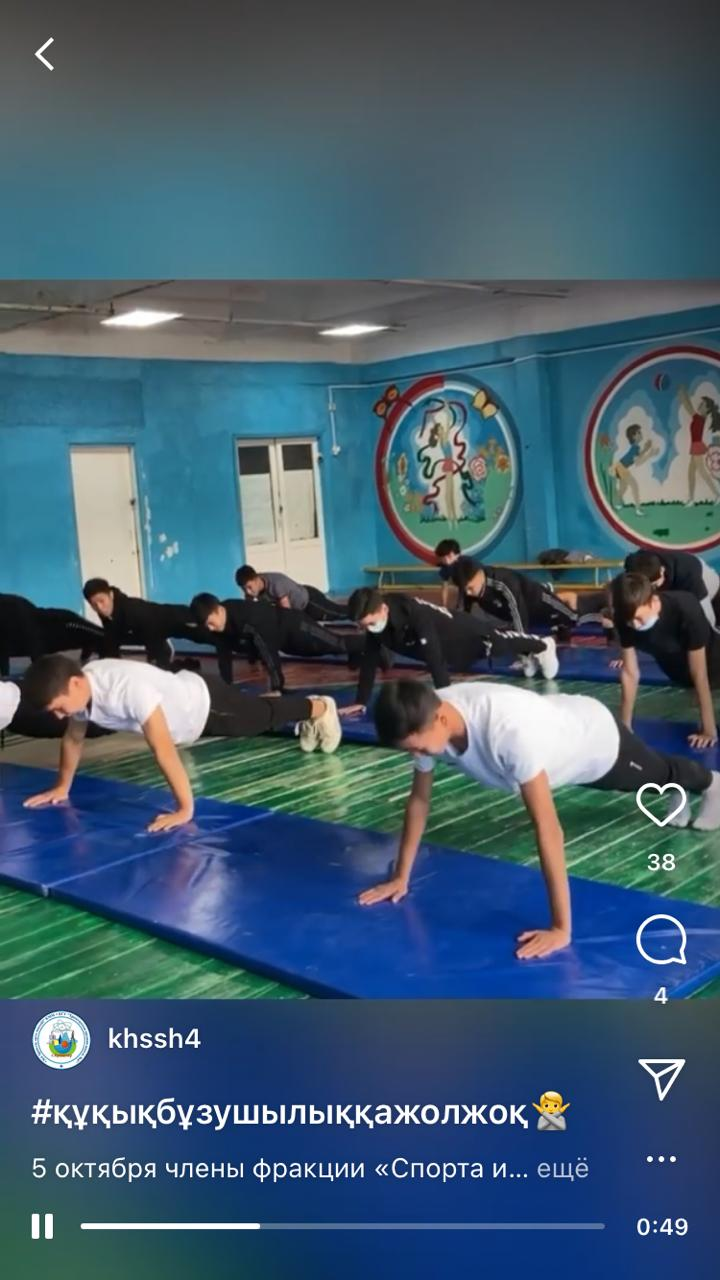 38
4
khssh4
#құқықбұзушылыққажолжоқ🙅‍♂️
5 октября члены фракции «Спорта и... ещё
0:49